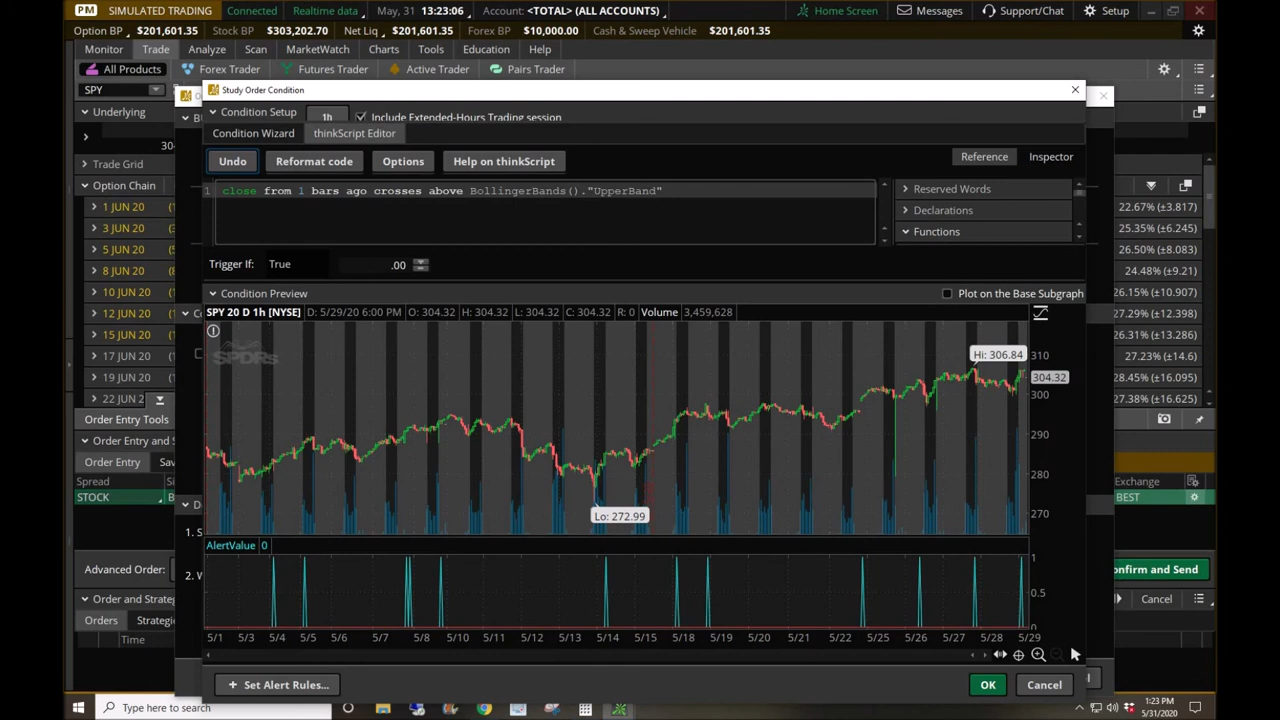 PM SIMULATED TRADING Connected Realtime data May, 31 13:23:06 Account: <TOTAL> (ALL ACCOUNTS) Home Screen Messages Support/Chat Setup
Option BP $201,601.35 Stock BP $303,202.70 Net Liq $201,601.35 Forex BP $10,000.00 Cash & Sweep Vehicle $201,601.35
Monitor Trade Analyze Scan MarketWatch Charts Tools Education Help
All Products Forex Trader Futures Trader Active Trader Pairs Trader
SPY
Study Order Condition
Underlying
Condition Setup 1h Include Extended-Hours Trading session
Condition Wizard thinkScript Editor
304
Undo Reformat code Options Help on thinkScript Reference Inspector
Trade Grid
Option Chain
1 close from 1 bars ago crosses above BollingerBands()."UpperBand"
Reserved Words
Declarations
Functions
1 JUN 20 22.67% (±3.817)
3 JUN 20 25.35% (±6.245)
5 JUN 20 26.50% (±8.083)
Trigger If: True .00
8 JUN 20 24.48% (±9.21)
10 JUN 20 26.15% (±10.907)
Condition Preview Plot on the Base Subgraph
12 JUN 20 27.29% (±12.398)
SPY 20 D 1h [NYSE] D: 5/29/20 6:00 PM O: 304.32 H: 304.32 L: 304.32 C: 304.32 R: 0 Volume 3,459,628
15 JUN 20 26.14% (±13.286)
SPDRs
17 JUN 20 27.23% (±14.6)
19 JUN 20 28.45% (±16.095)
22 JUN 2 27.38% (±16.625)
Hi: 306.84
310
304.32
300
290
280
270
Lo: 272.99
Order Entry Tools
Order Entry and S
Order Entry Sav
Spread Si Exchange
STOCK B BEST
AlertValue 0
1
0.5
0
1. S
2. W
Advanced Order: onfirm and Send
Order and Strate Cancel
Orders Strategi
Time
5/1 5/3 5/4 5/5 5/6 5/7 5/8 5/10 5/11 5/12 5/13 5/14 5/15 5/18 5/19 5/20 5/21 5/22 5/25 5/26 5/27 5/28 5/29
Set Alert Rules... OK Cancel
Type here to search
1:23 PM
5/31/2020